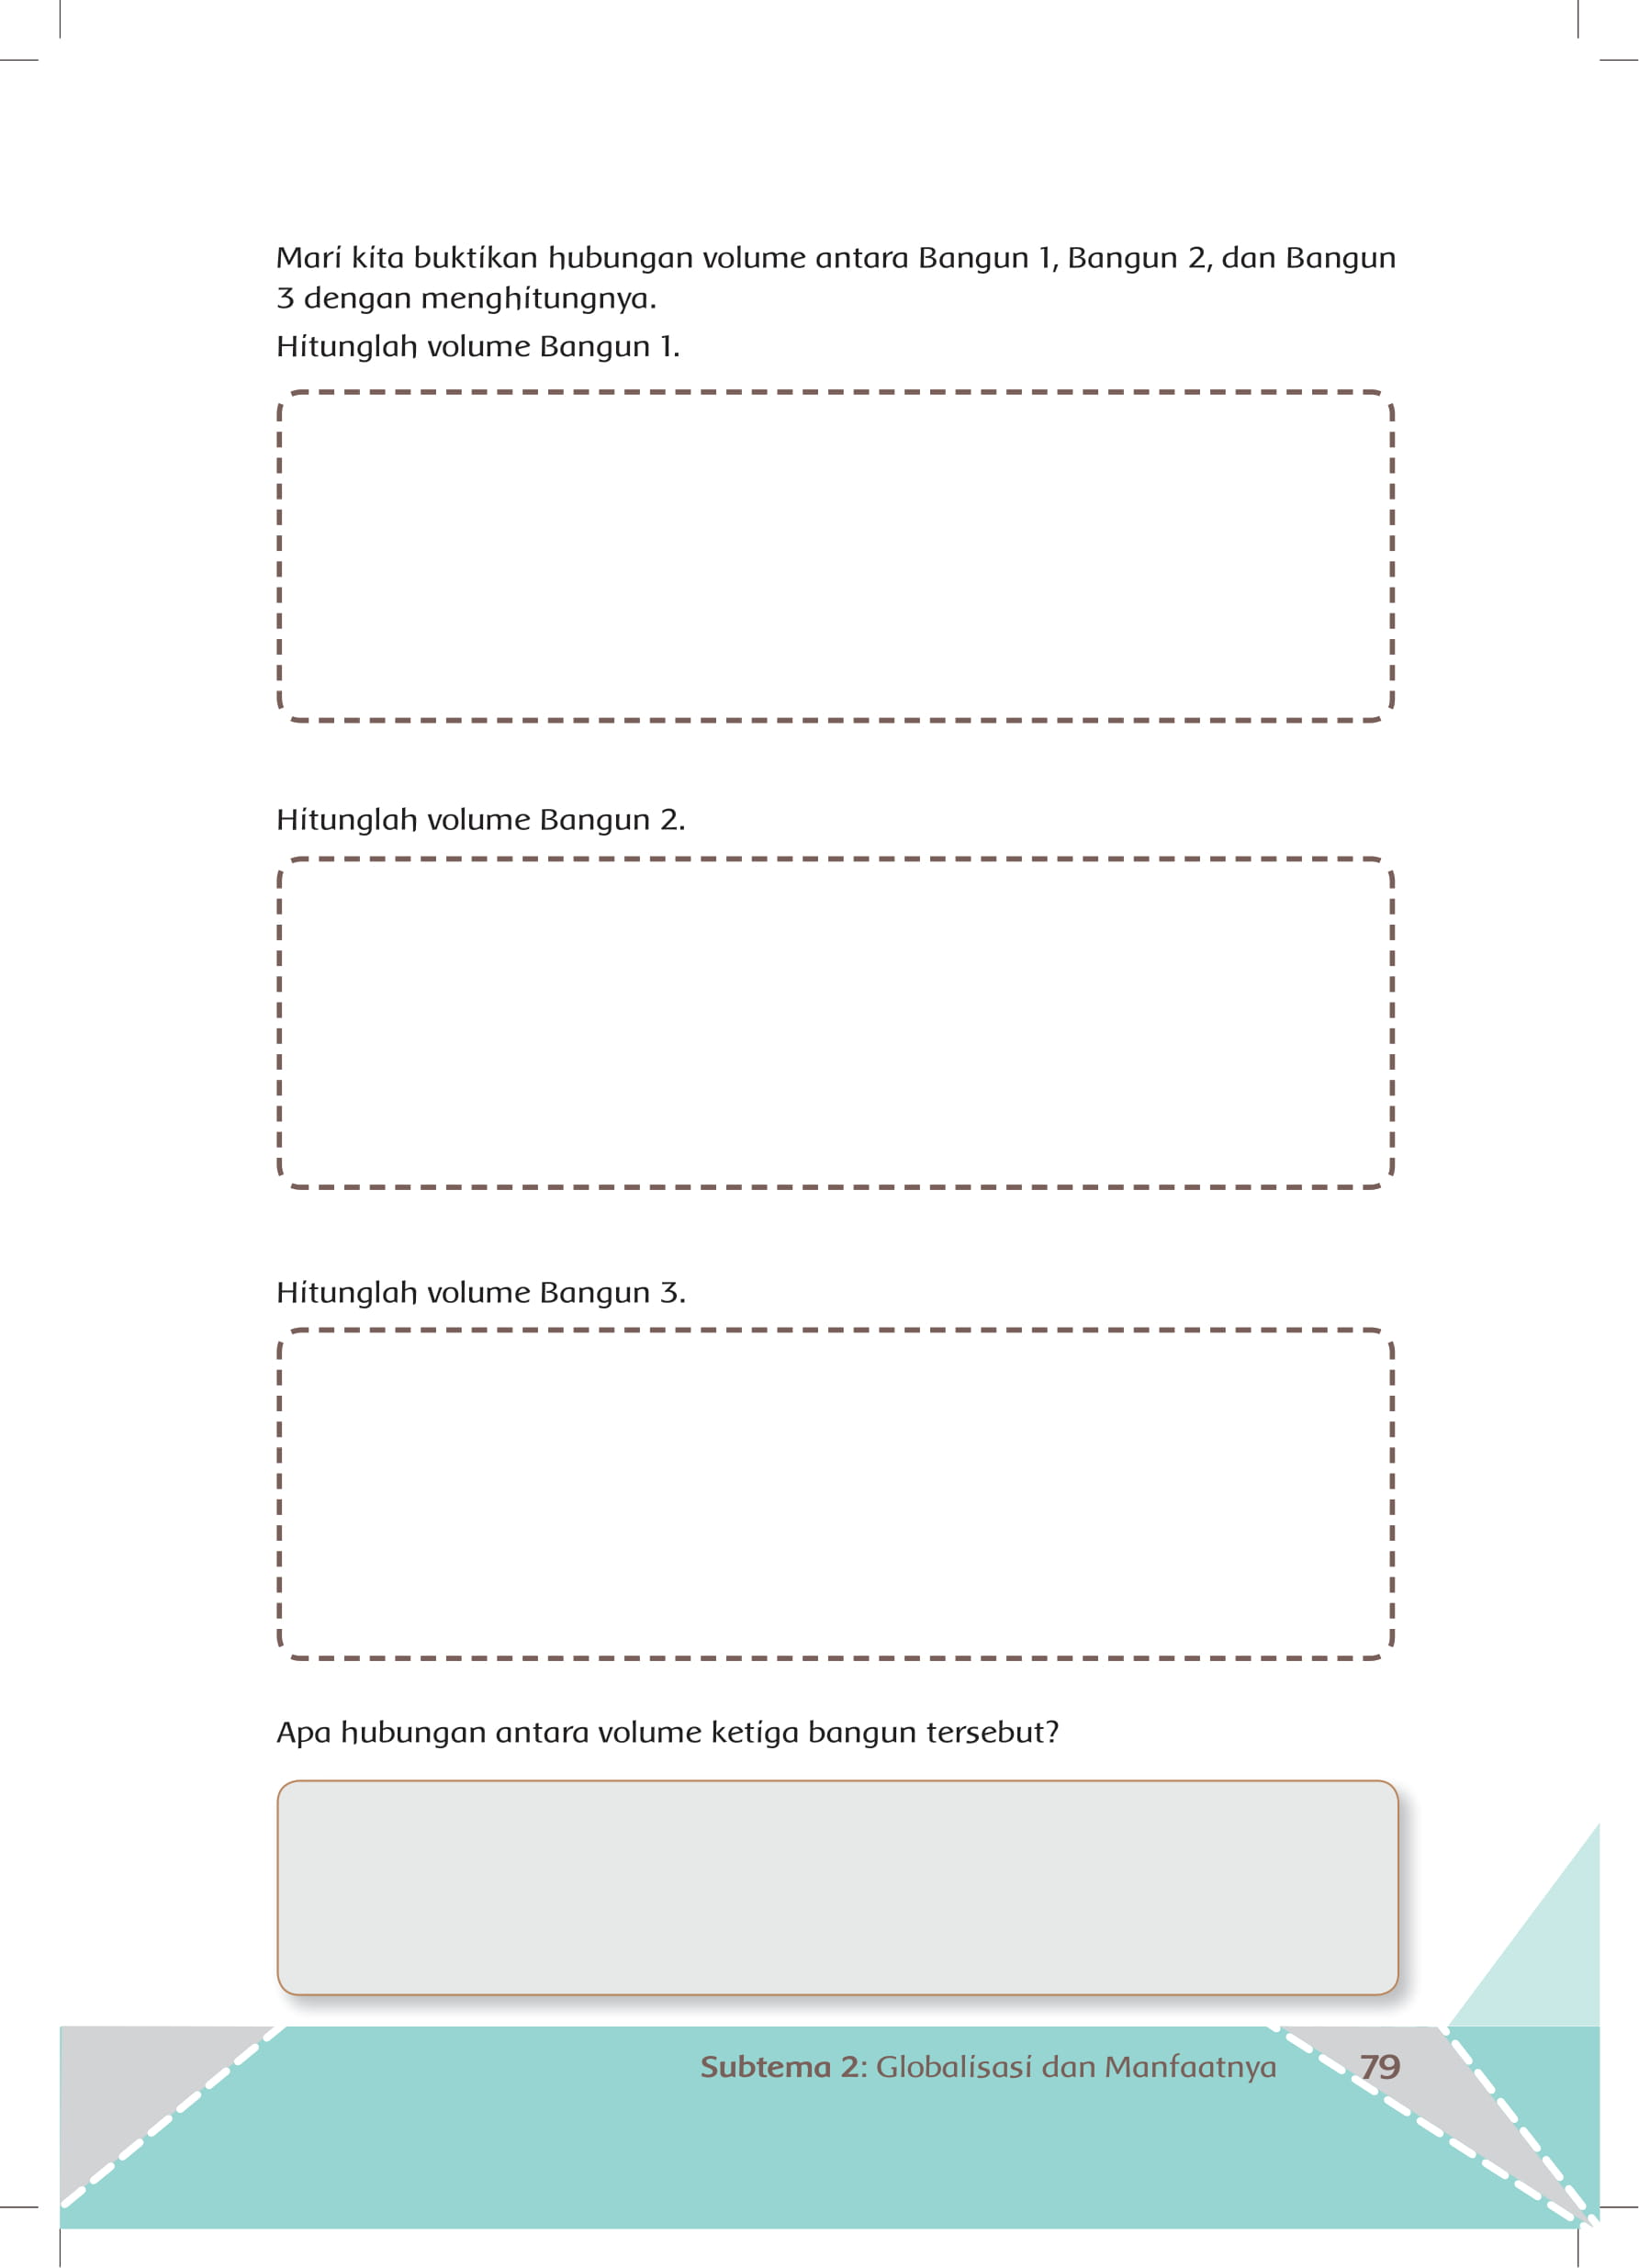 Mari kita buktikan hubungan volume antara Bangun 1, Bangun 2, dan Bangun
3 dengan menghitungnya.
Hitunglah volume Bangun 1.
Hitunglah volume Bangun 2.
Hitunglah volume Bangun 3.
Apa hubungan antara volume ketiga bangun tersebut?
Subtema 2: Globalisasi dan Manfaatnya 79